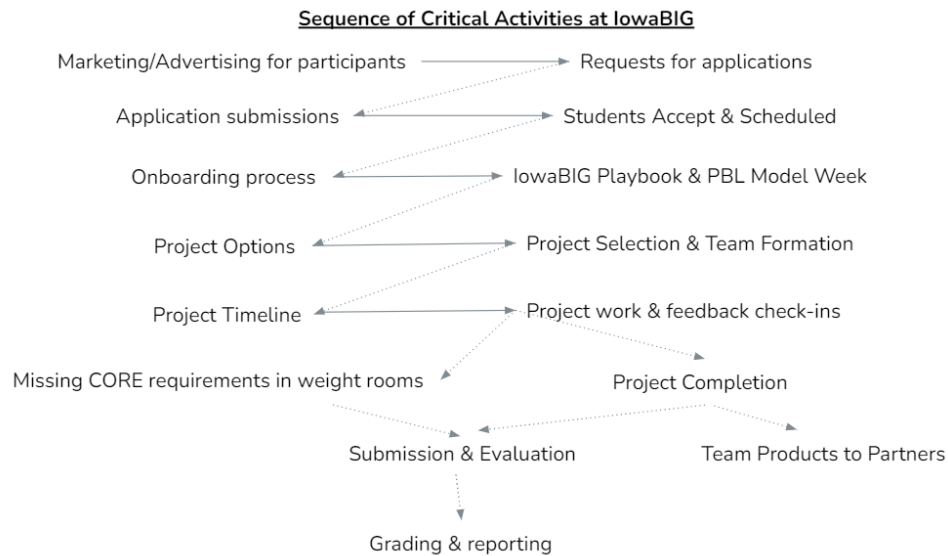 Sequence of Critical Activities at IowaBIG
Marketing/Advertising for participants
Requests for applications
Application submissions
Students Accept & Scheduled
Onboarding process
IowaBIG Playbook & PBL Model Week
Project Options
Project Selection & Team Formation
Project Timeline
Project work & feedback check-ins
Missing CORE requirements in weight rooms
Project Completion
Submission & Evaluation
Team Products to Partners
Grading & reporting